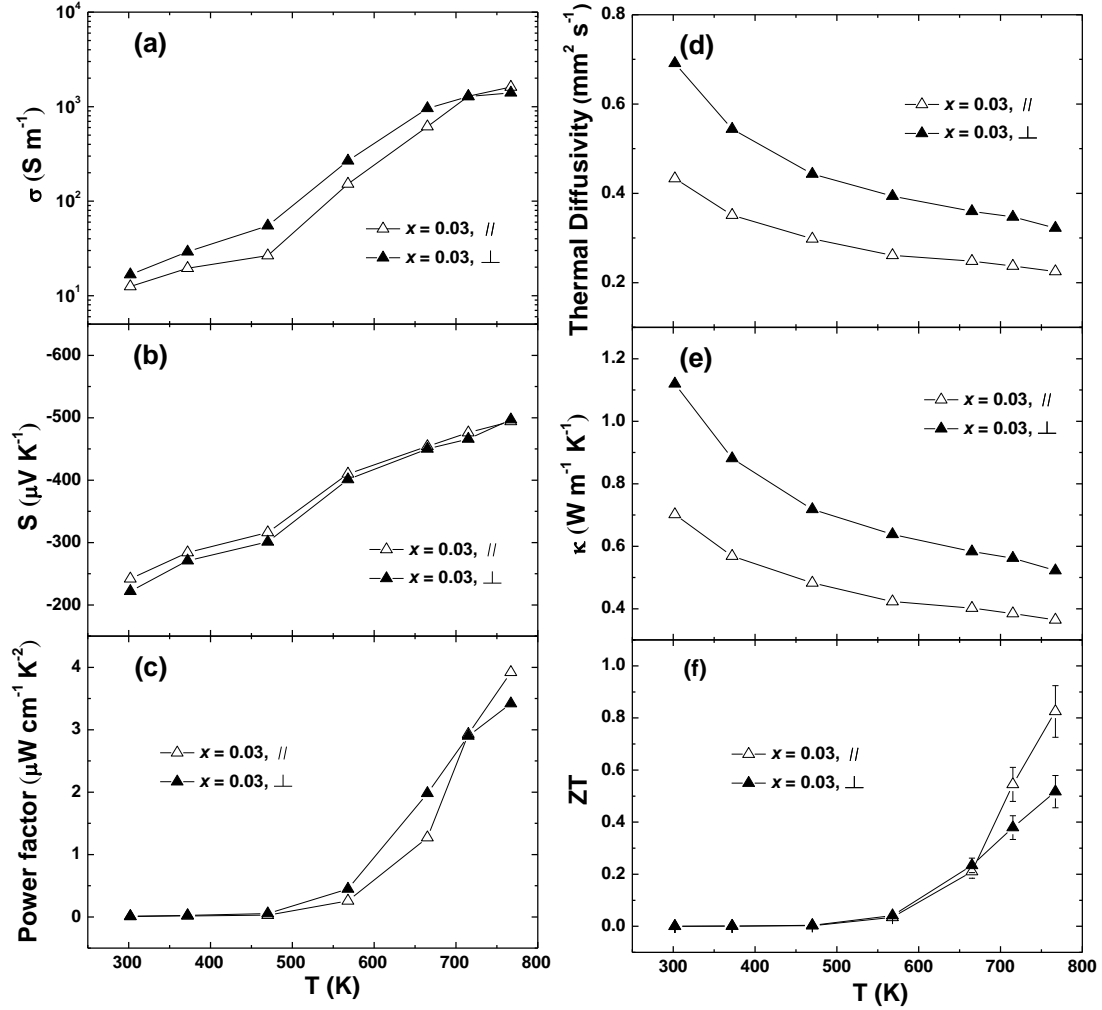 (a)
10⁴
10³
10²
10¹
σ (S m⁻¹)
x = 0.03, //
x = 0.03, ⊥
(b)
-600
-500
-400
-300
-200
S (μV K⁻¹)
x = 0.03, //
x = 0.03, ⊥
(c)
4
3
2
1
0
Power factor (μW cm⁻¹ K⁻²)
x = 0.03, //
x = 0.03, ⊥
300 400 500 600 700 800
T (K)
(d)
0.8
0.6
0.4
0.2
Thermal Diffusivity (mm² s⁻¹)
x = 0.03, //
x = 0.03, ⊥
(e)
1.2
1.0
0.8
0.6
0.4
κ (W m⁻¹ K⁻¹)
x = 0.03, //
x = 0.03, ⊥
(f)
1.0
0.8
0.6
0.4
0.2
0.0
ZT
x = 0.03, //
x = 0.03, ⊥
300 400 500 600 700 800
T (K)